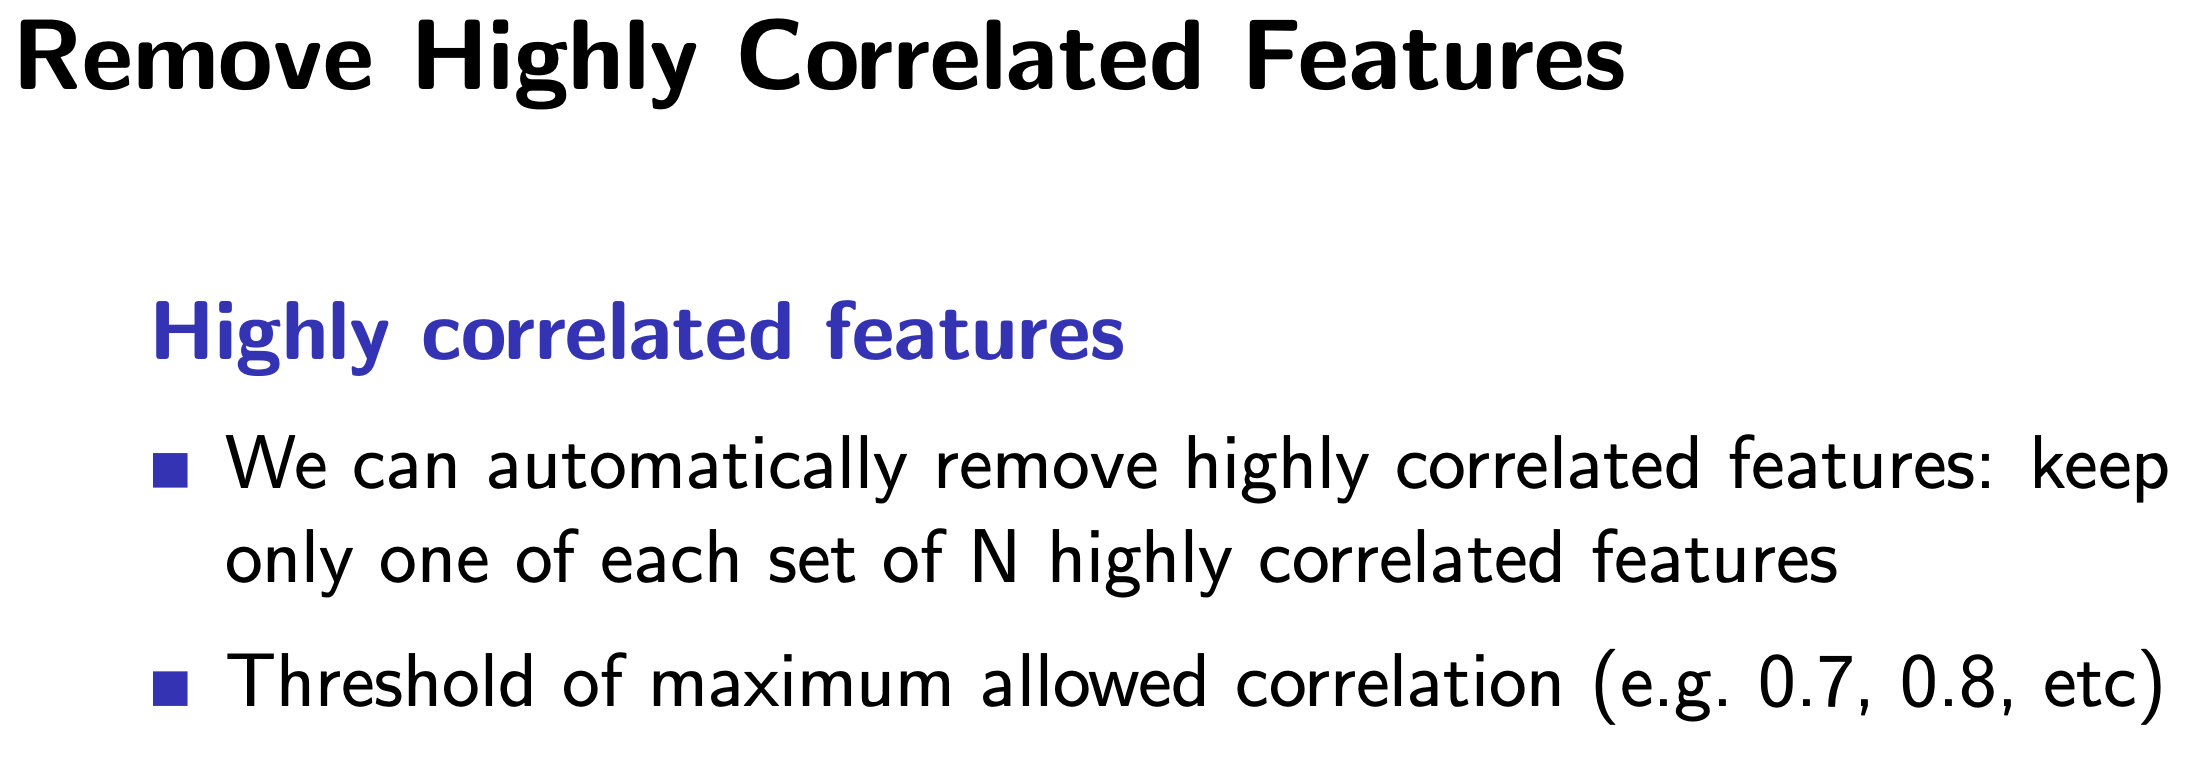 Remove Highly Correlated Features
Highly correlated features
We can automatically remove highly correlated features: keep
only one of each set of N highly correlated features
Threshold of maximum allowed correlation (e.g. 0.7, 0.8, etc)